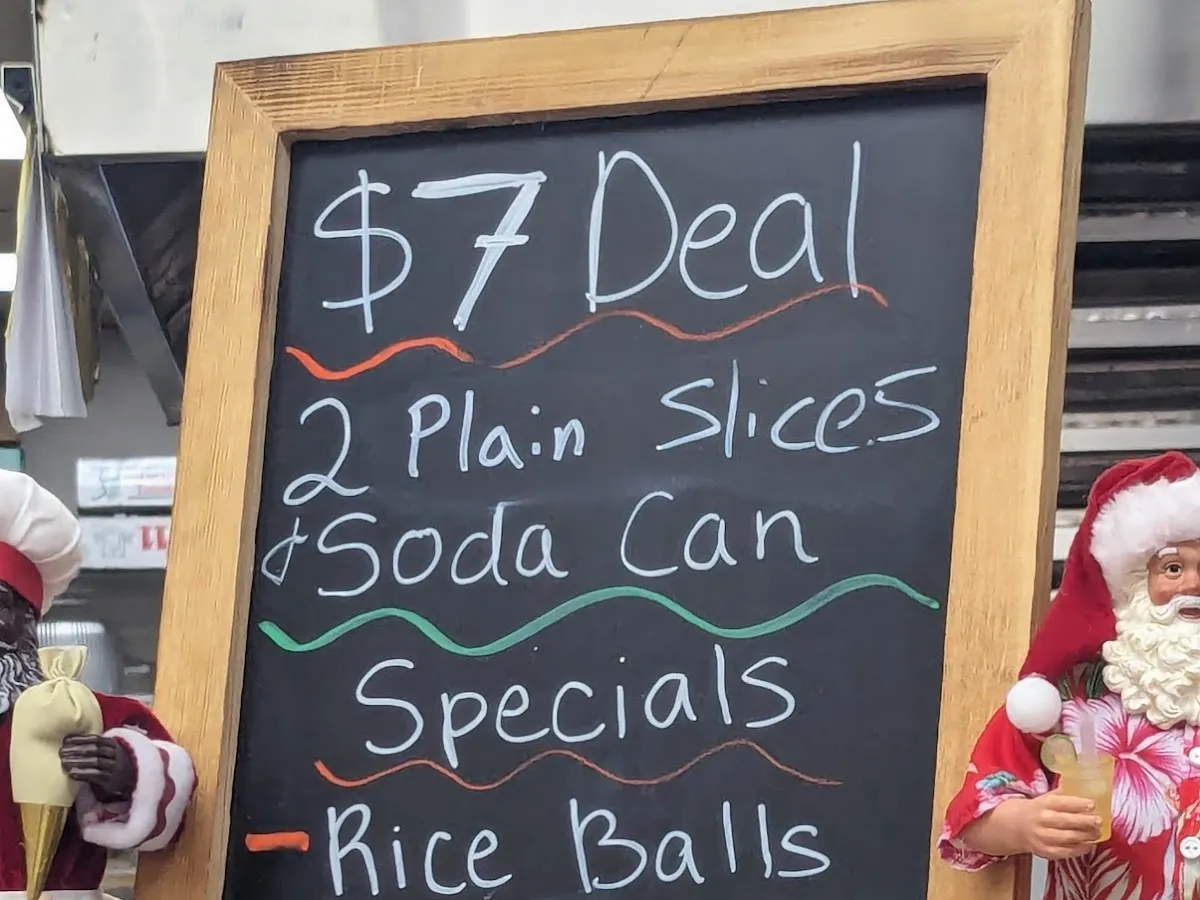 $7 Deal
2 Plain Slices
& Soda Can
Specials
- Rice Balls